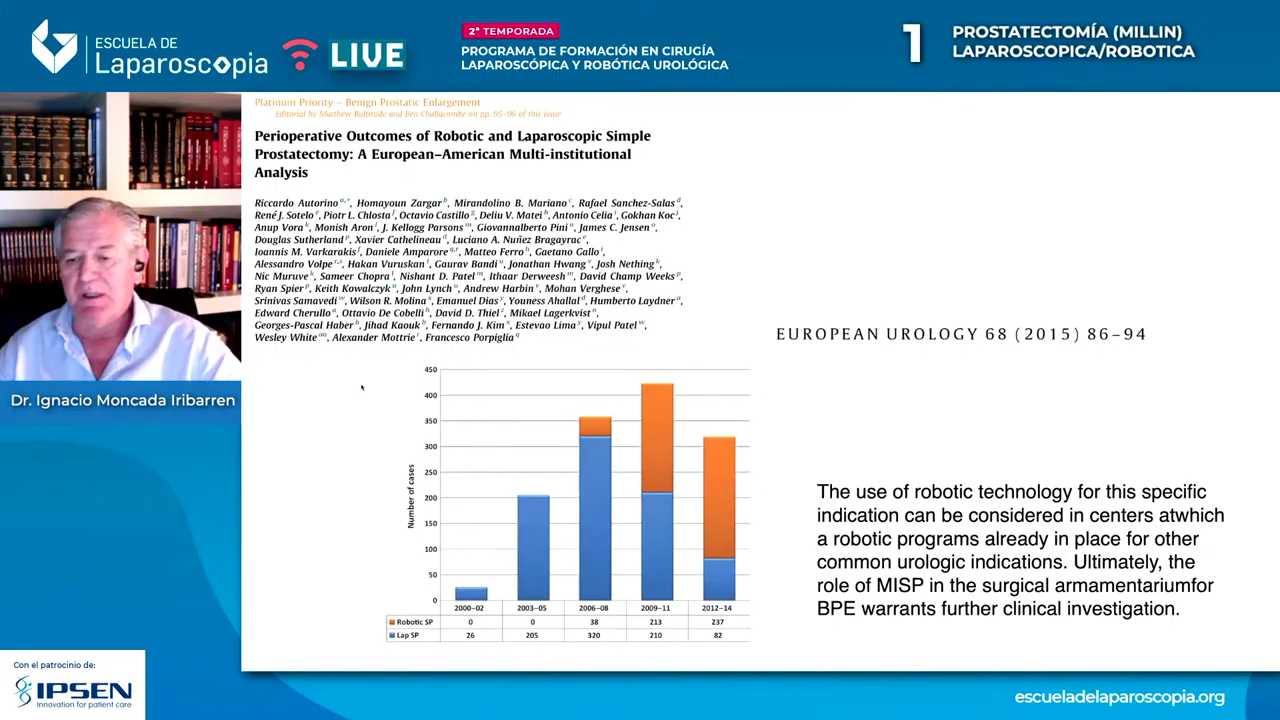 ESCUELA DE
Laparoscopia
LIVE
2ª TEMPORADA
PROGRAMA DE FORMACIÓN EN CIRUGÍA
LAPAROSCÓPICA Y ROBÓTICA UROLÓGICA
1
PROSTATECTOMÍA (MILLIN)
LAPAROSCOPICA/ROBOTICA
Platinum Priority – Benign Prostatic Enlargement
Editorial by Matthew Bultitude and Ben Challacombe on pp. 95–96 of this issue
Perioperative Outcomes of Robotic and Laparoscopic Simple
Prostatectomy: A European–American Multi-institutional
Analysis
Riccardo Autorino a,*, Homayoun Zargar b, Mirandolino B. Mariano c, Rafael Sanchez-Salas d,
René J. Sotelo e, Piotr L. Chlosta f, Octavio Castillo g, Deliu V. Matei h, Antonio Celia i, Gokhan Koc j,
Anup Vora k, Monish Aron l, J. Kellogg Parsons m, Giovannalberto Pini n, James C. Jensen o,
Douglas Sutherland p, Xavier Cathelineau d, Luciano A. Nuñez Bragayrac e,
Ioannis M. Varkarakis f, Daniele Amparore q,r, Matteo Ferro h, Gaetano Gallo i,
Alessandro Volpe r,s, Hakan Vuruskan t, Gaurav Bandi u, Jonathan Hwang v, Josh Nething k,
Nic Muruve k, Sameer Chopra l, Nishant D. Patel m, Ithaar Derweesh m, David Champ Weeks p,
Ryan Spier p, Keith Kowalczyk u, John Lynch u, Andrew Harbin v, Mohan Verghese v,
Srinivas Samavedi w, Wilson R. Molina x, Emanuel Dias y, Youness Ahallal d, Humberto Laydner a,
Edward Cherullo a, Ottavio De Cobelli h, David D. Thiel z, Mikael Lagerkvist n,
Georges-Pascal Haber b, Jihad Kaouk b, Fernando J. Kim x, Estevao Lima y, Vipul Patel w,
Wesley White aa, Alexander Mottrie r, Francesco Porpiglia q
EUROPEAN UROLOGY 68 (2015) 86–94
Dr. Ignacio Moncada Iribarren
Number of cases
450
400
350
300
250
200
150
100
50
0
2000–02 2003–05 2006–08 2009–11 2012–14
Robotic SP 0 0 38 213 237
Lap SP 26 205 320 210 82
The use of robotic technology for this specific
indication can be considered in centers atwhich
a robotic programs already in place for other
common urologic indications. Ultimately, the
role of MISP in the surgical armamentariumfor
BPE warrants further clinical investigation.
Con el patrocinio de:
IPSEN
Innovation for patient care
escueladelaparoscopia.org